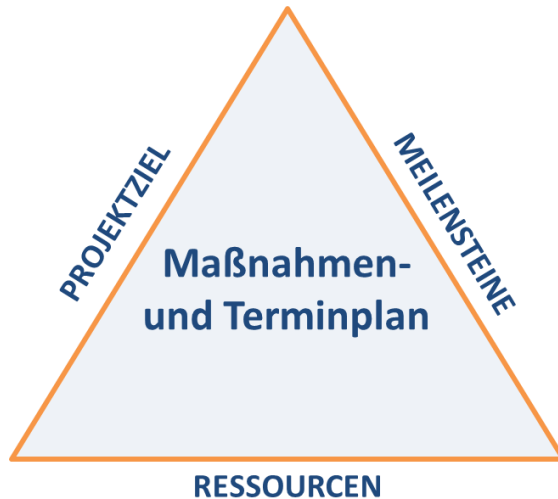 PROJEKTZIEL
MEILENSTEINE
Maßnahmen-
und Terminplan
RESSOURCEN